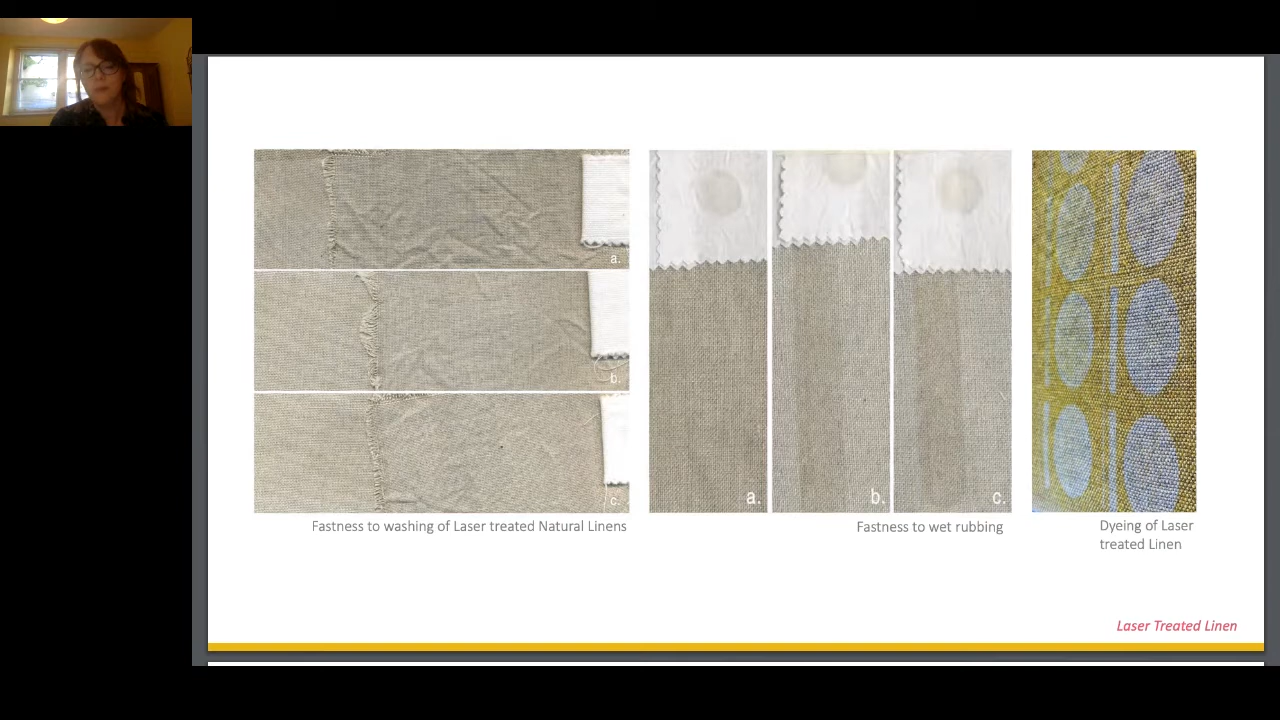 a.
b.
c.
Fastness to washing of Laser treated Natural Linens
a.
b.
c.
Fastness to wet rubbing
Dyeing of Laser
treated Linen
Laser Treated Linen